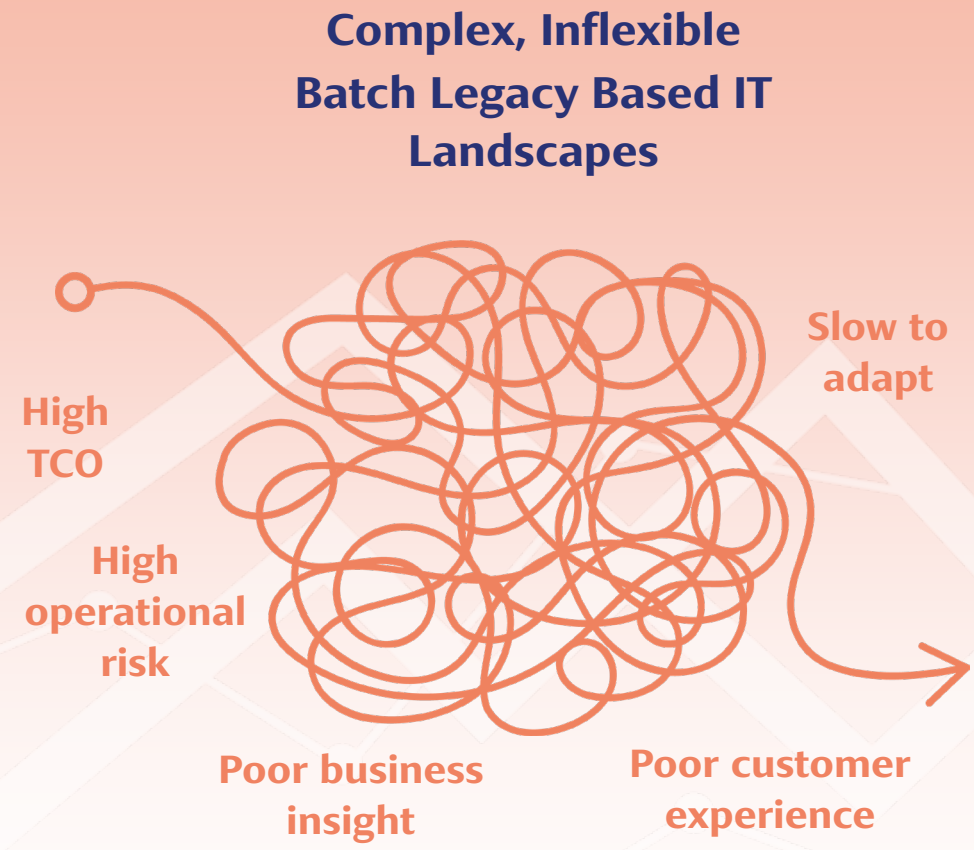 Complex, Inflexible
Batch Legacy Based IT
Landscapes
Slow to
adapt
High
TCO
High
operational
risk
Poor business
insight
Poor customer
experience